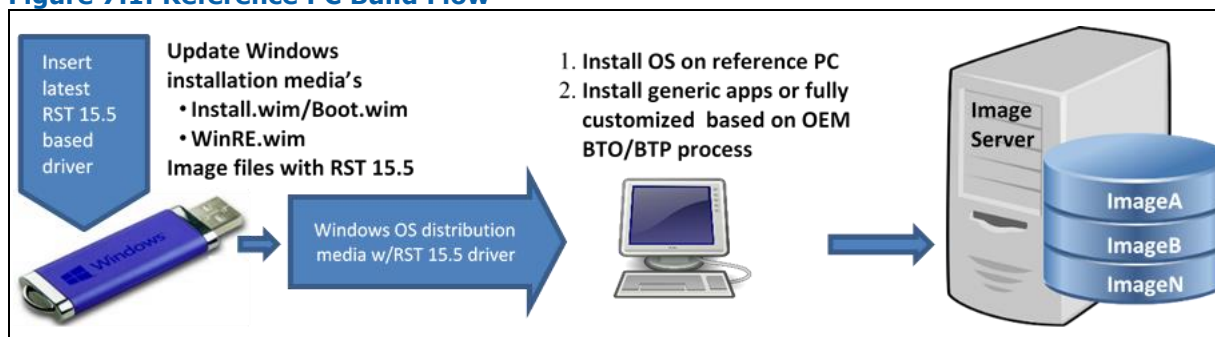 Figure 7.1: Reference PC Build Flow
Insert
latest
RST 15.5
based
driver
Update Windows
installation media's
• Install.wim/Boot.wim
• WinRE.wim
Image files with RST 15.5
Windows
Windows OS distribution
media w/RST 15.5 driver
1. Install OS on reference PC
2. Install generic apps or fully
customized based on OEM
BTO/BTP process
Image
Server
ImageA
ImageB
ImageN